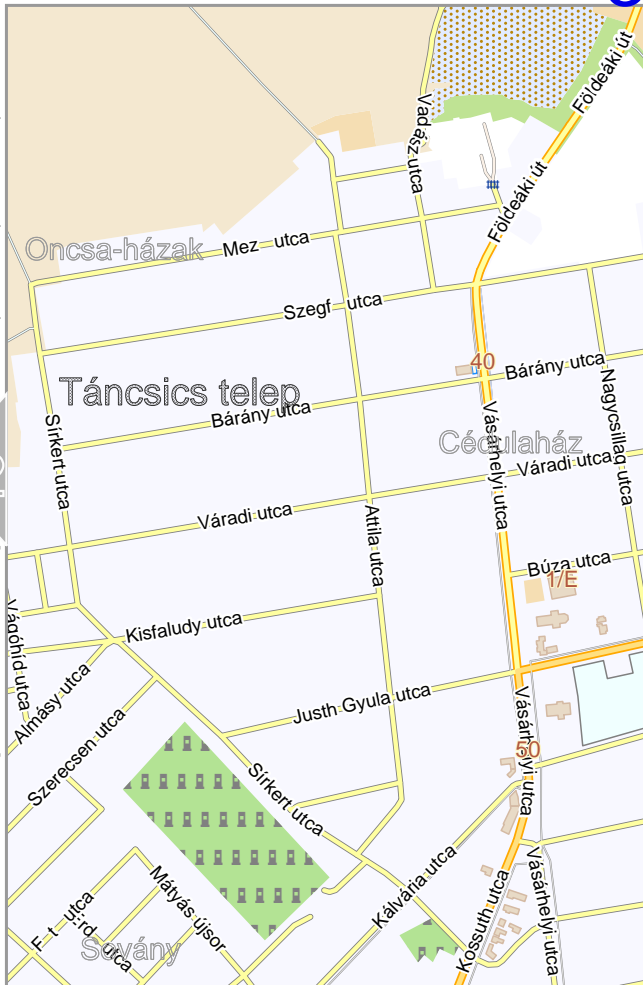 Földeáki út
Vadász utca
Földeáki út
Oncsa-házak
Mez utca
Szegf utca
40
Bárány utca
Táncsics telep
Bárány utca
Nagycsillag utca
Sírkert utca
Cédulaház
Vásárhelyi utca
Váradi utca
Váradi utca
Attila utca
Búza utca
1/E
Vágóhíd utca
Kisfaludy utca
Almásy utca
Justh Gyula utca
Szerecsen utca
Vásárhelyi utca
50
Sírkert utca
Kálvária utca
Mátyás újsor
Vásárhelyi utca
F t utca
utca
Sovány
Kossuth utca